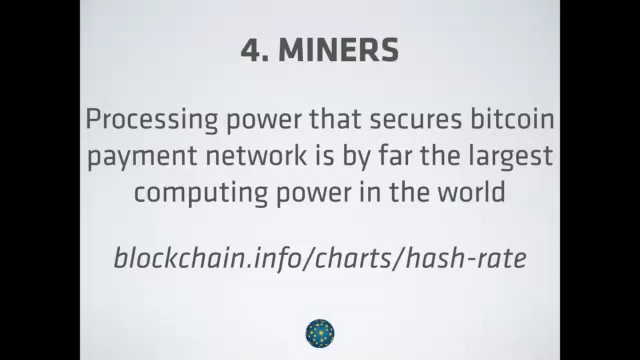 4. MINERS
Processing power that secures bitcoin
payment network is by far the largest
computing power in the world
blockchain.info/charts/hash-rate